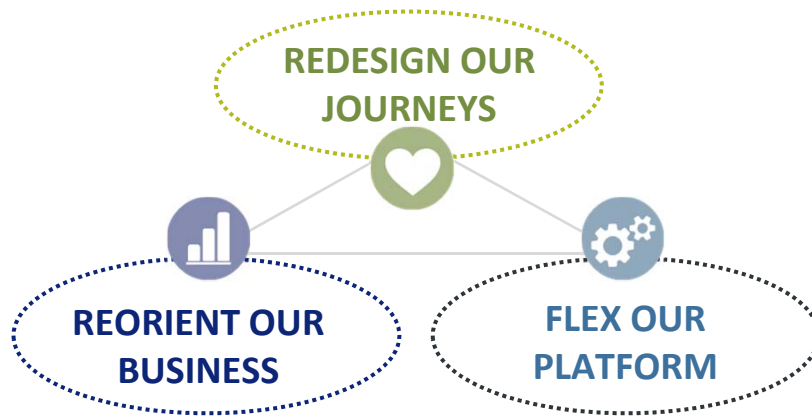 REDESIGN OUR
JOURNEYS
REORIENT OUR
BUSINESS
FLEX OUR
PLATFORM